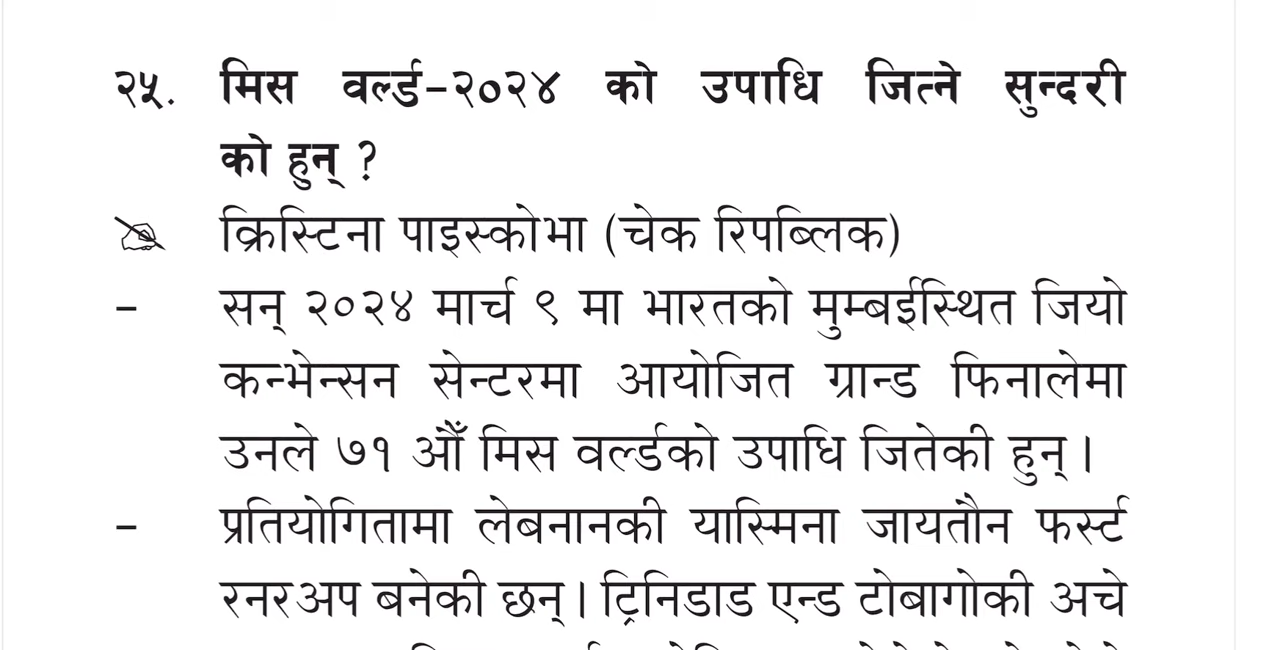 २५. मिस वर्ल्ड-२०२४ को उपाधि जित्ने सुन्दरी
को हुन् ?
क्रिस्टिना पाइस्कोभा (चेक रिपब्लिक)
- सन् २०२४ मार्च ९ मा भारतको मुम्बईस्थित जियो
कन्भेन्सन सेन्टरमा आयोजित ग्रान्ड फिनालेमा
उनले ७१ औँ मिस वर्ल्डको उपाधि जितेकी हुन् ।
- प्रतियोगितामा लेबनानकी यास्मिना जायतौन फर्स्ट
रनरअप बनेकी छन् । ट्रिनिडाड एन्ड टोबागोकी अचे